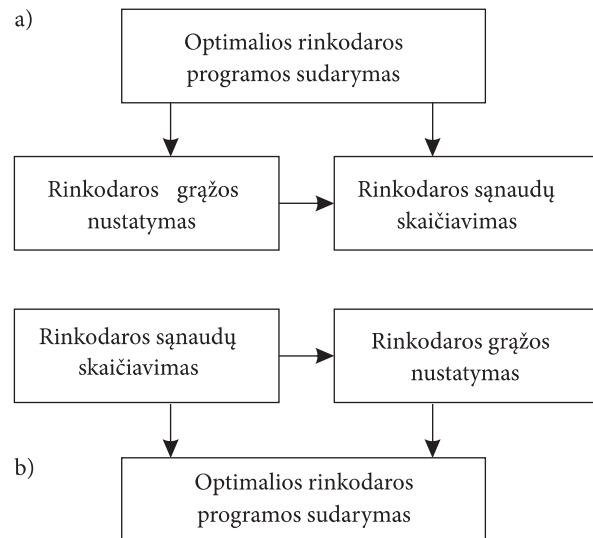 a)
Optimalios rinkodaros
programos sudarymas
Rinkodaros grąžos
nustatymas
Rinkodaros sąnaudų
skaičiavimas
Rinkodaros sąnaudų
skaičiavimas
Rinkodaros grąžos
nustatymas
b)
Optimalios rinkodaros
programos sudarymas